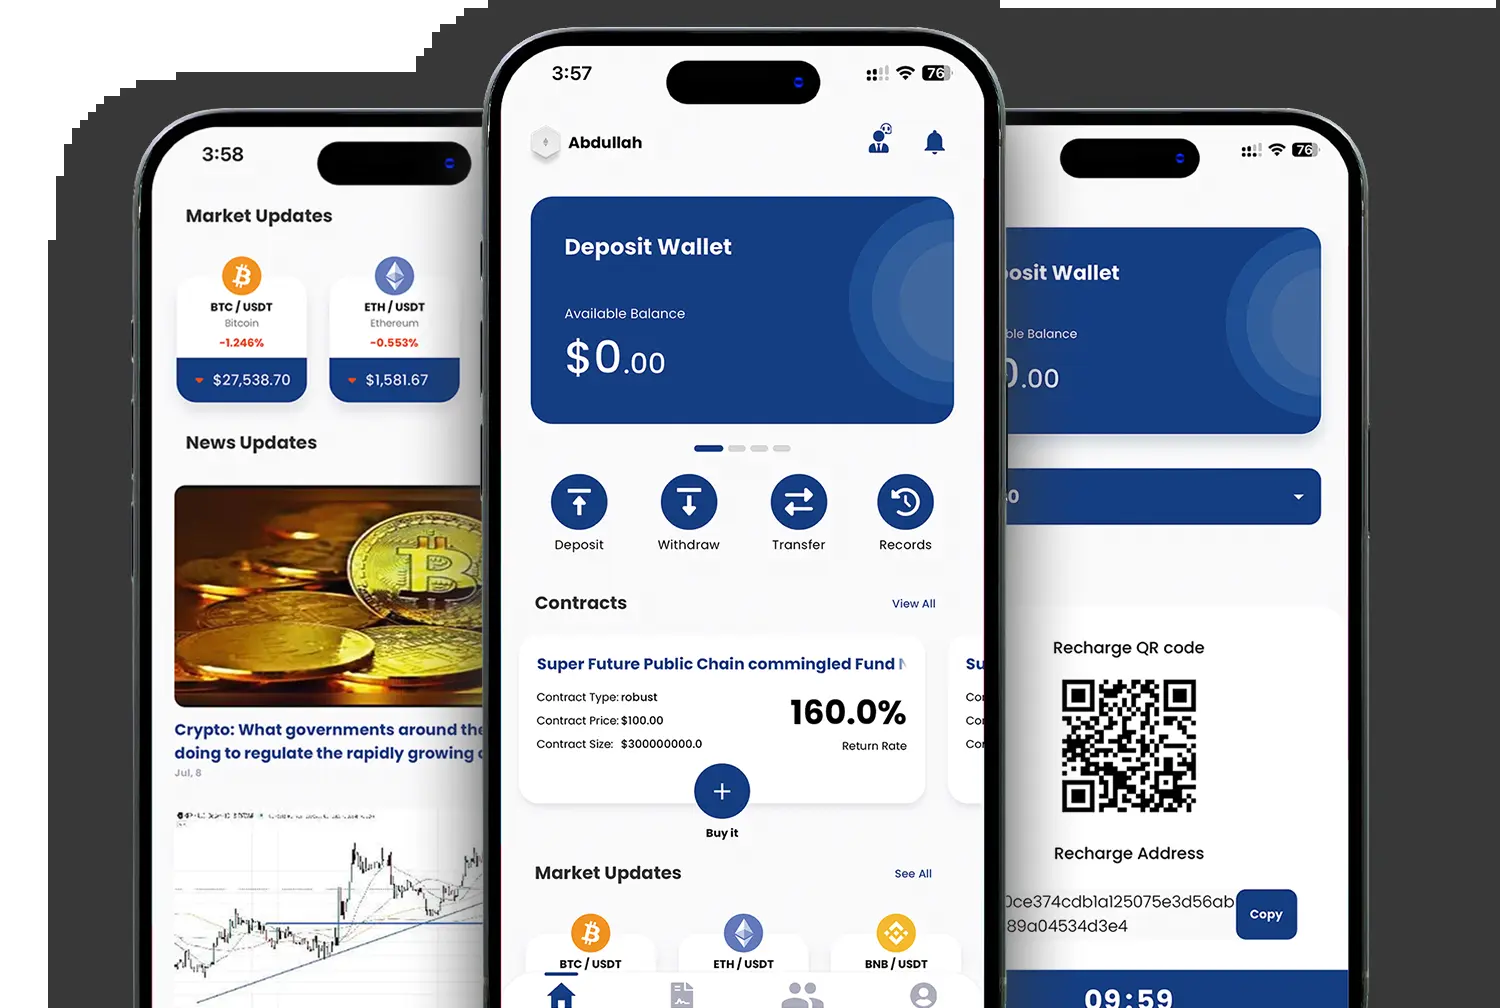 3:58
Market Updates
BTC / USDT
Bitcoin
-1.246%
$27,538.70
ETH / USDT
Ethereum
-0.553%
$1,581.67
News Updates
Crypto: What governments around the
doing to regulate the rapidly growing
Jul, 8
3:57
76
Abdullah
Deposit Wallet
Available Balance
$0.00
Deposit
Withdraw
Transfer
Records
Contracts
View All
Super Future Public Chain commingled Fund
Contract Type: robust
Contract Price: $100.00
Contract Size: $300000000.0
160.0%
Return Rate
Buy it
Su
Co
Co
Co
Market Updates
See All
BTC / USDT
ETH / USDT
BNB / USDT
76
osit Wallet
ble Balance
0.00
0
Recharge QR code
Recharge Address
0ce374cdb1a125075e3d56ab
89a04534d3e4
Copy
09:59